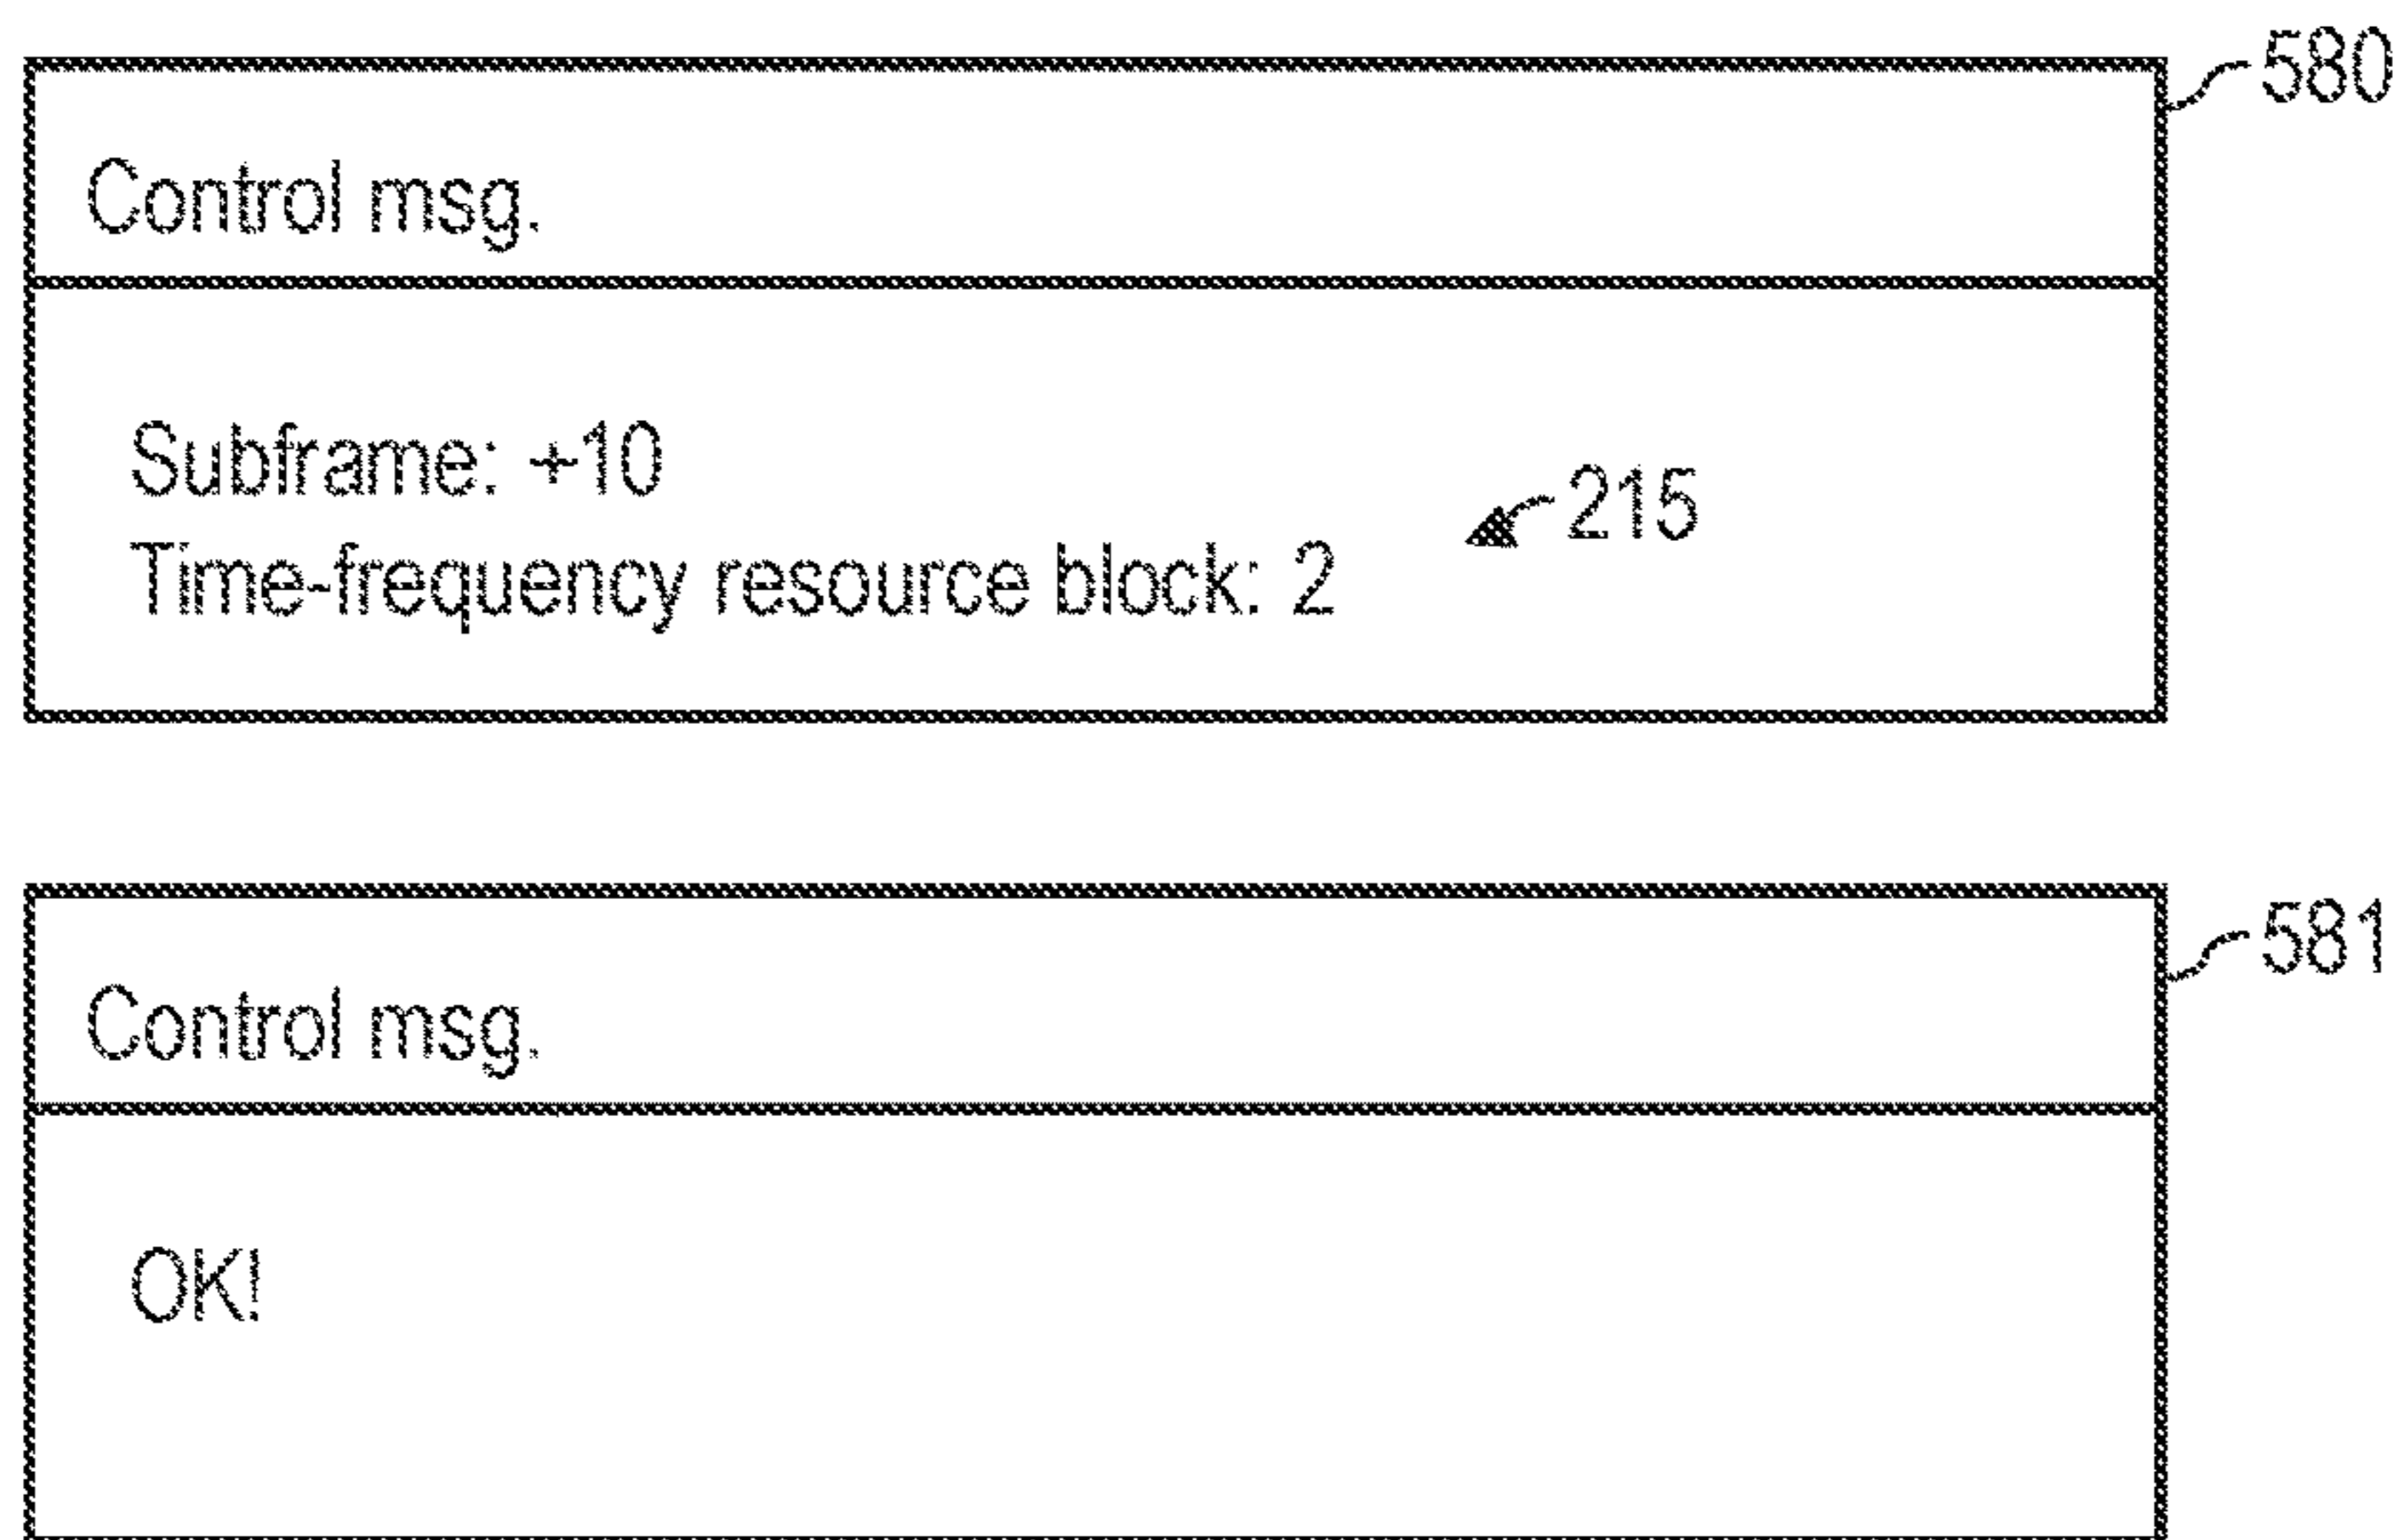 580
Control msg.
Subframe: +10
215
Time-frequency resource block: 2
581
Control msg.
OK!